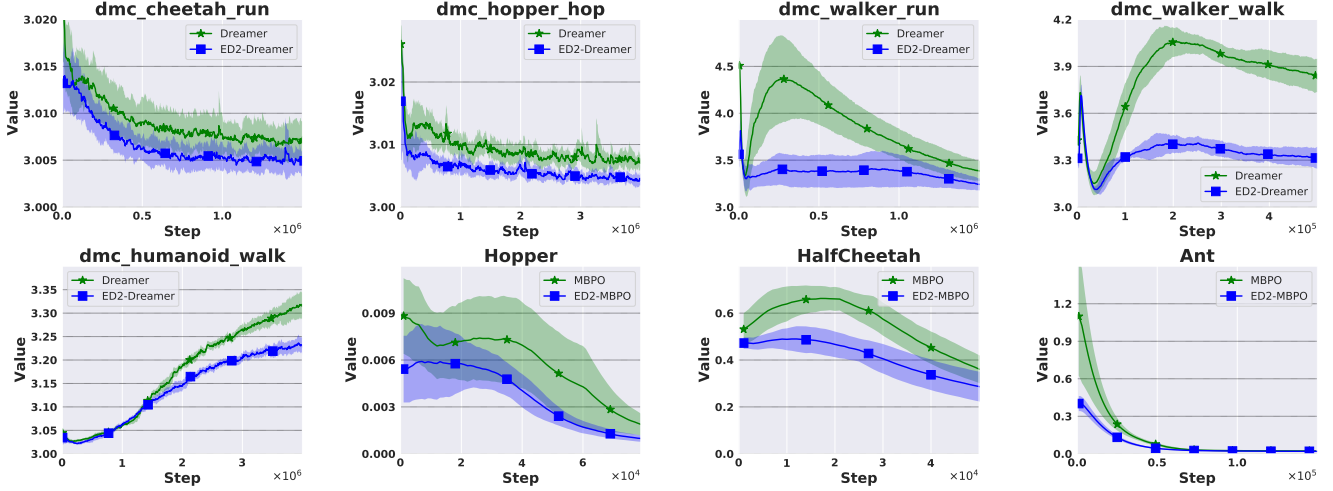 dmc_cheetah_run
3.020
3.015
3.010
3.005
3.000
Value
Dreamer
ED2-Dreamer
0.0 0.5 1.0
Step
×10⁶
dmc_hopper_hop
3.02
3.01
3.00
Value
Dreamer
ED2-Dreamer
0 1 2 3
Step
×10⁶
dmc_walker_run
4.5
4.0
3.5
3.0
Value
Dreamer
ED2-Dreamer
0.0 0.5 1.0
Step
×10⁶
dmc_walker_walk
4.2
3.9
3.6
3.3
3.0
Value
Dreamer
ED2-Dreamer
0 1 2 3 4 5
Step
×10⁵
dmc_humanoid_walk
3.35
3.30
3.25
3.20
3.15
3.10
3.05
3.00
Value
Dreamer
ED2-Dreamer
0 1 2 3
Step
×10⁶
Hopper
0.009
0.006
0.003
0.000
Value
MBPO
ED2-MBPO
0 2 4 6
Step
×10⁴
HalfCheetah
0.6
0.4
0.2
0.0
Value
MBPO
ED2-MBPO
0 1 2 3 4
Step
×10⁴
Ant
1.2
0.9
0.6
0.3
0.0
Value
MBPO
ED2-MBPO
0.0 0.5 1.0
Step
×10⁵